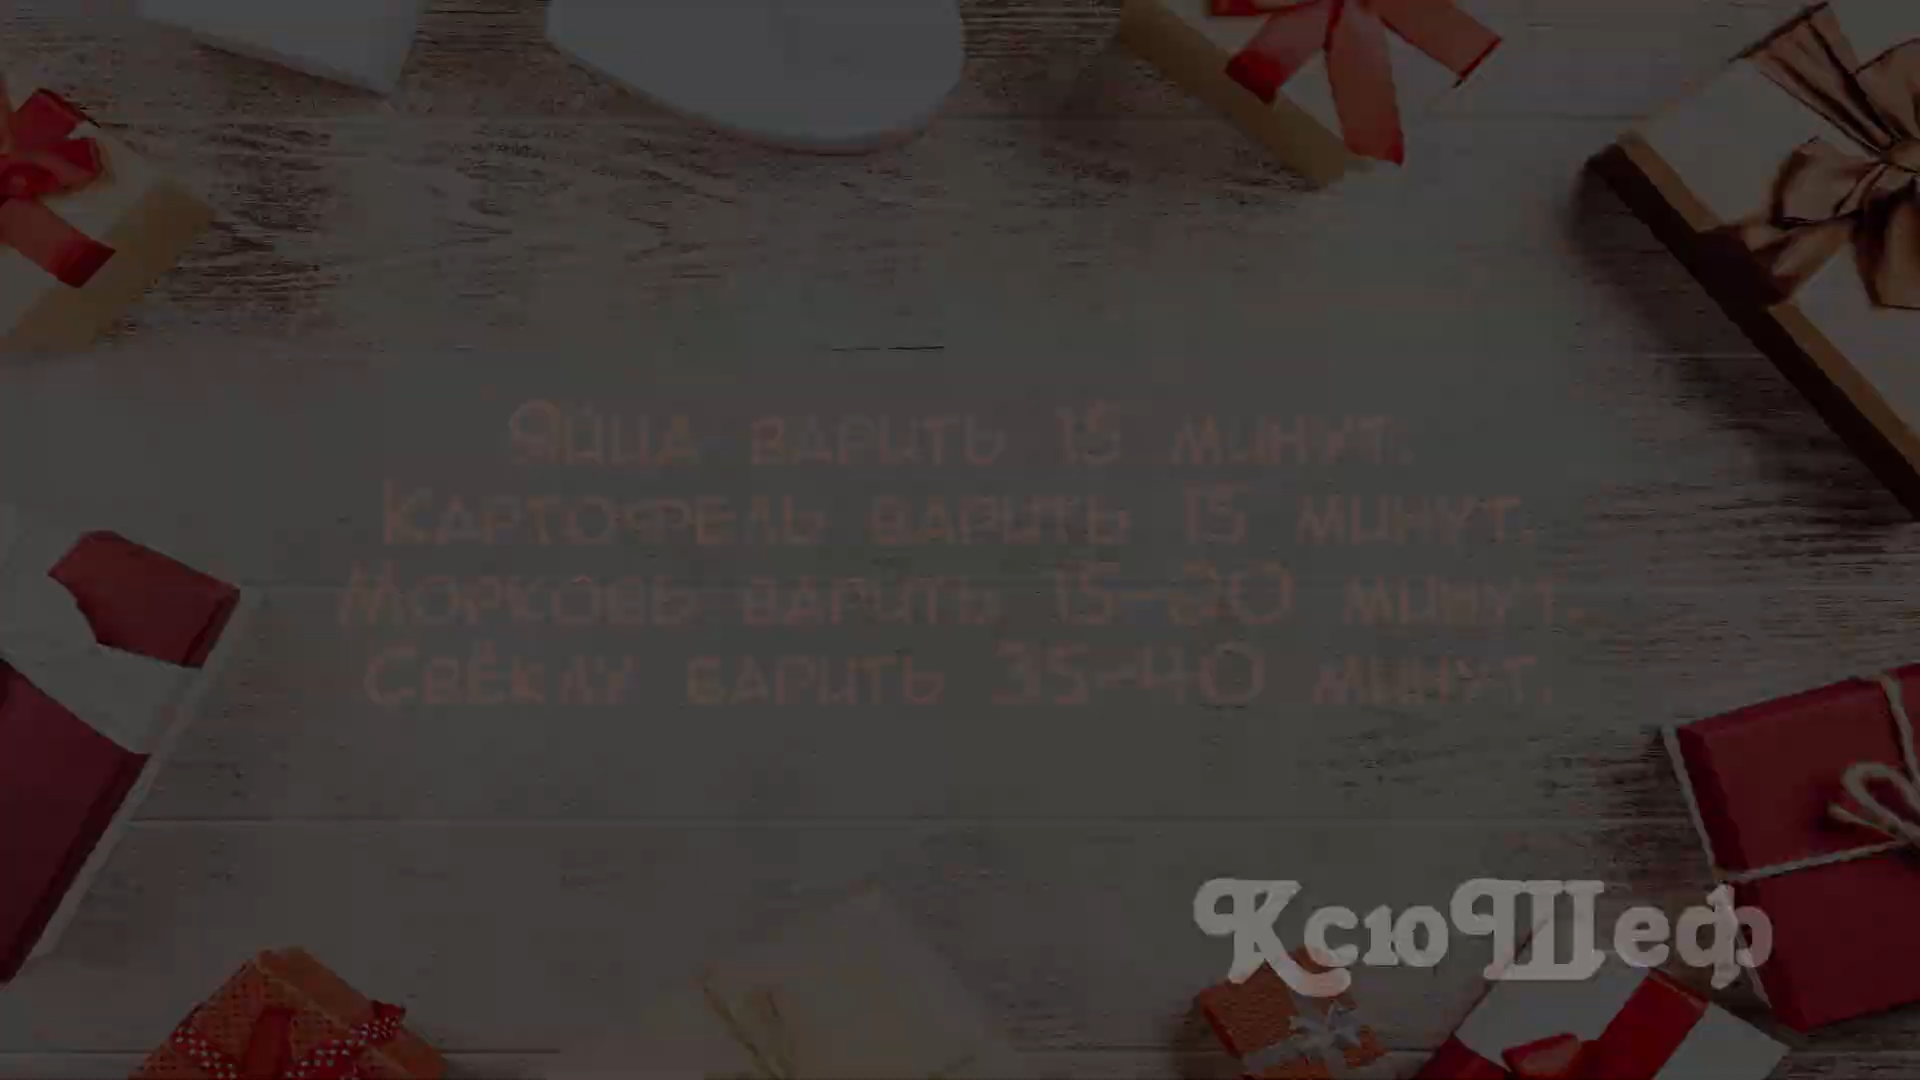 Яйца варить 15 минут.
Картофель варить 15 минут.
Морковь варить 15-20 минут.
Свёклу варить 35-40 минут.
КсюШеф